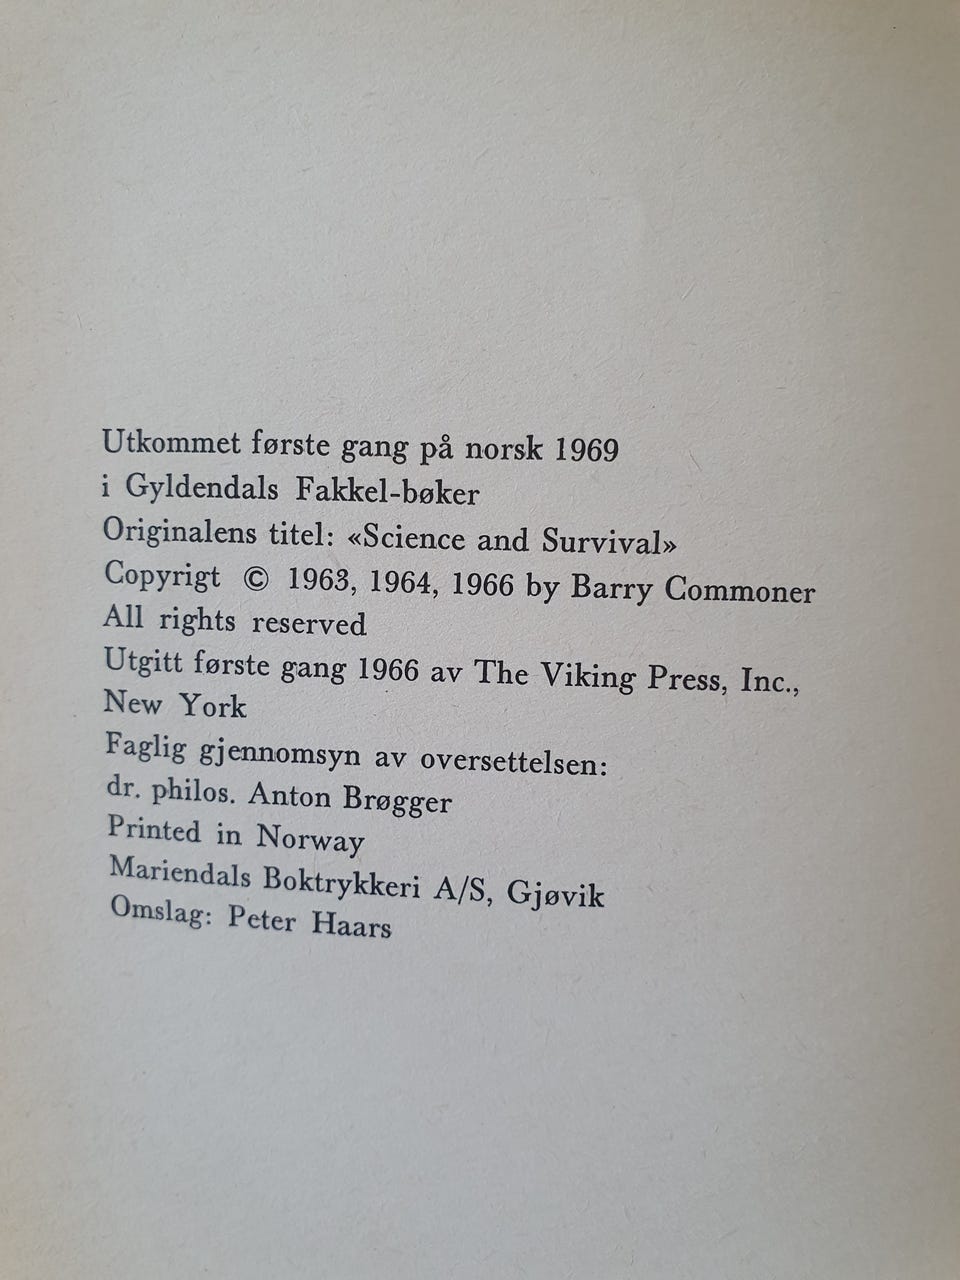 Utkommet første gang på norsk 1969
i Gyldendals Fakkel-bøker
Originalens titel: «Science and Survival»
Copyrigt © 1963, 1964, 1966 by Barry Commoner
All rights reserved
Utgitt første gang 1966 av The Viking Press, Inc.,
New York
Faglig gjennomsyn av oversettelsen:
dr. philos. Anton Brøgger
Printed in Norway
Mariendals Boktrykkeri A/S, Gjøvik
Omslag: Peter Haars